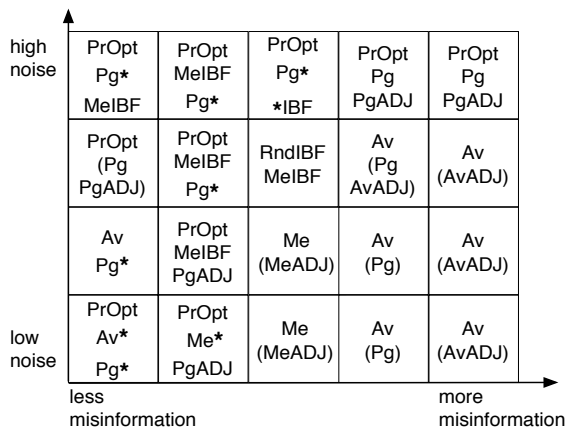 high
noise
PrOpt
Pg*
MeIBF
PrOpt
MeIBF
Pg*
PrOpt
Pg*
*IBF
PrOpt
Pg
PgADJ
PrOpt
Pg
PgADJ
PrOpt
(Pg
PgADJ)
PrOpt
MeIBF
Pg*
RndIBF
MeIBF
Av
(Pg
AvADJ)
Av
(AvADJ)
Av
Pg*
PrOpt
MeIBF
PgADJ
Me
(MeADJ)
Av
(Pg)
Av
(AvADJ)
low
noise
PrOpt
Av*
Pg*
PrOpt
Me*
PgADJ
Me
(MeADJ)
Av
(Pg)
Av
(AvADJ)
less
misinformation
more
misinformation